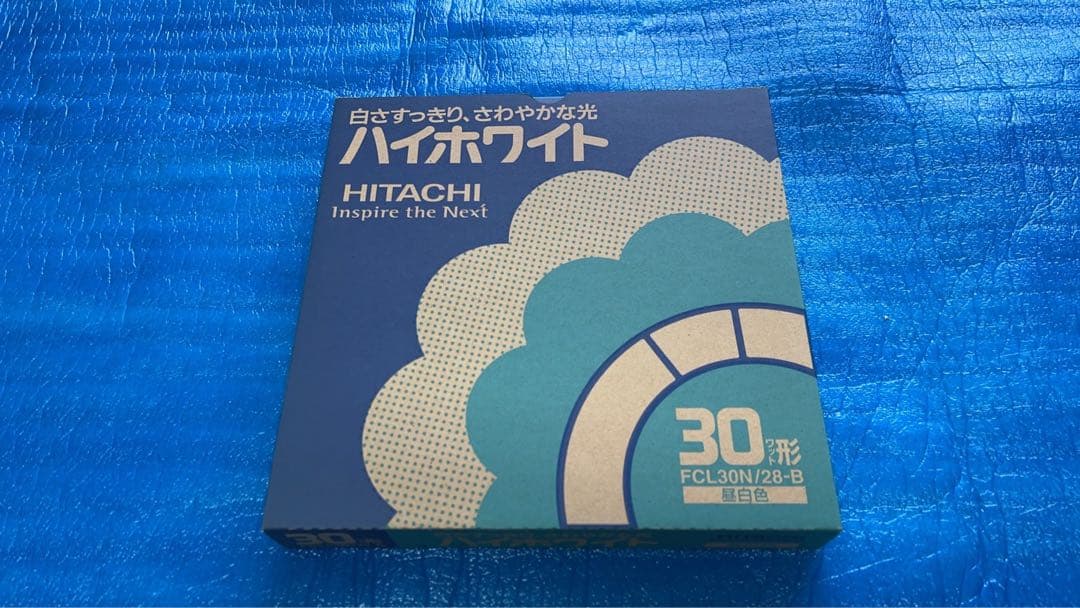 白さすっきり、さわやかな光
ハイホワイト
HITACHI
Inspire the Next
30ワット形
FCL30N/28-B
昼白色
30
ハイホワイト